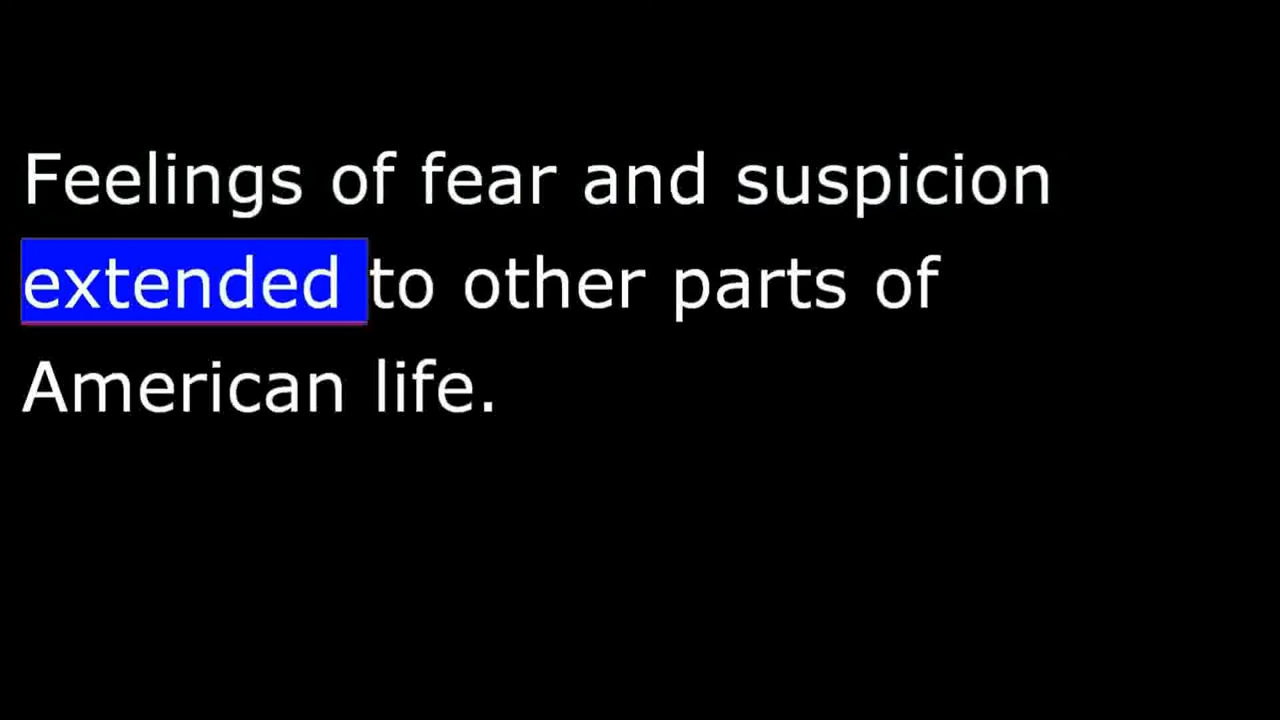 Feelings of fear and suspicion
extended to other parts of
American life.